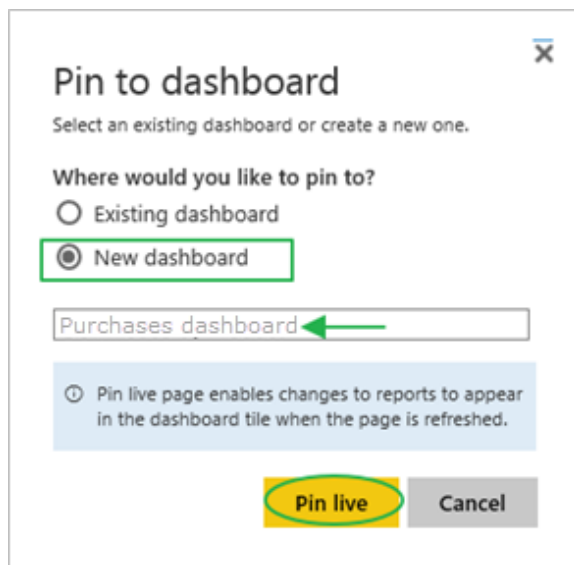 Pin to dashboard
Select an existing dashboard or create a new one.
Where would you like to pin to?
Existing dashboard
New dashboard
Purchases dashboard
Pin live page enables changes to reports to appear
in the dashboard tile when the page is refreshed.
Pin live
Cancel